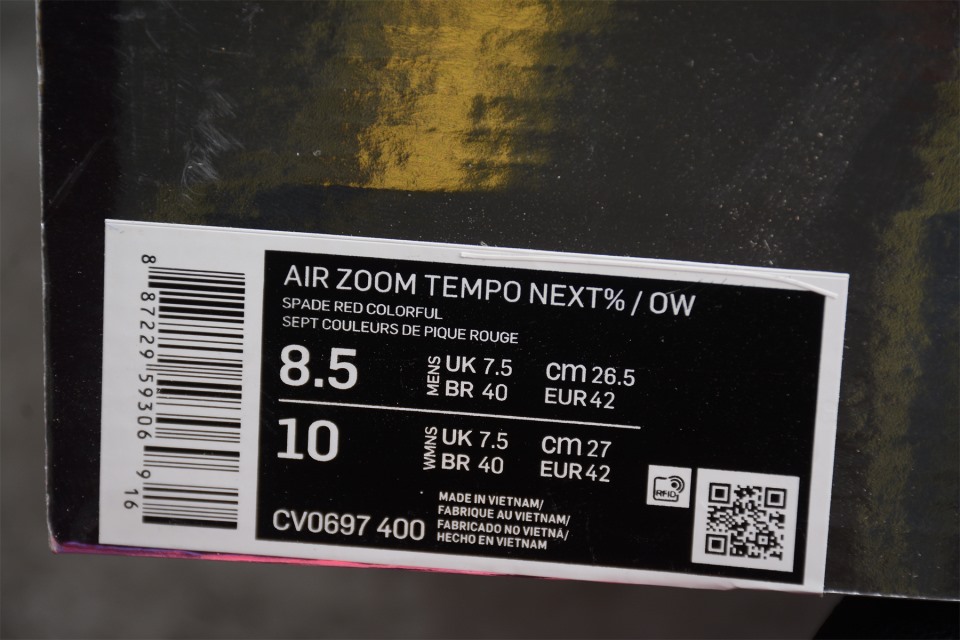 AIR ZOOM TEMPO NEXT% / OW
SPADE RED COLORFUL
SEPT COULEURS DE PIQUE ROUGE
8.5
MENS
UK 7.5
BR 40
cm 26.5
EUR 42
10
WMNS
UK 7.5
BR 40
cm 27
EUR 42
CV0697 400
MADE IN VIETNAM/
FABRIQUE AU VIETNAM/
FABRICADO NO VIETNÃ/
HECHO EN VIETNAM
RFID
8 87229 59306 9 16